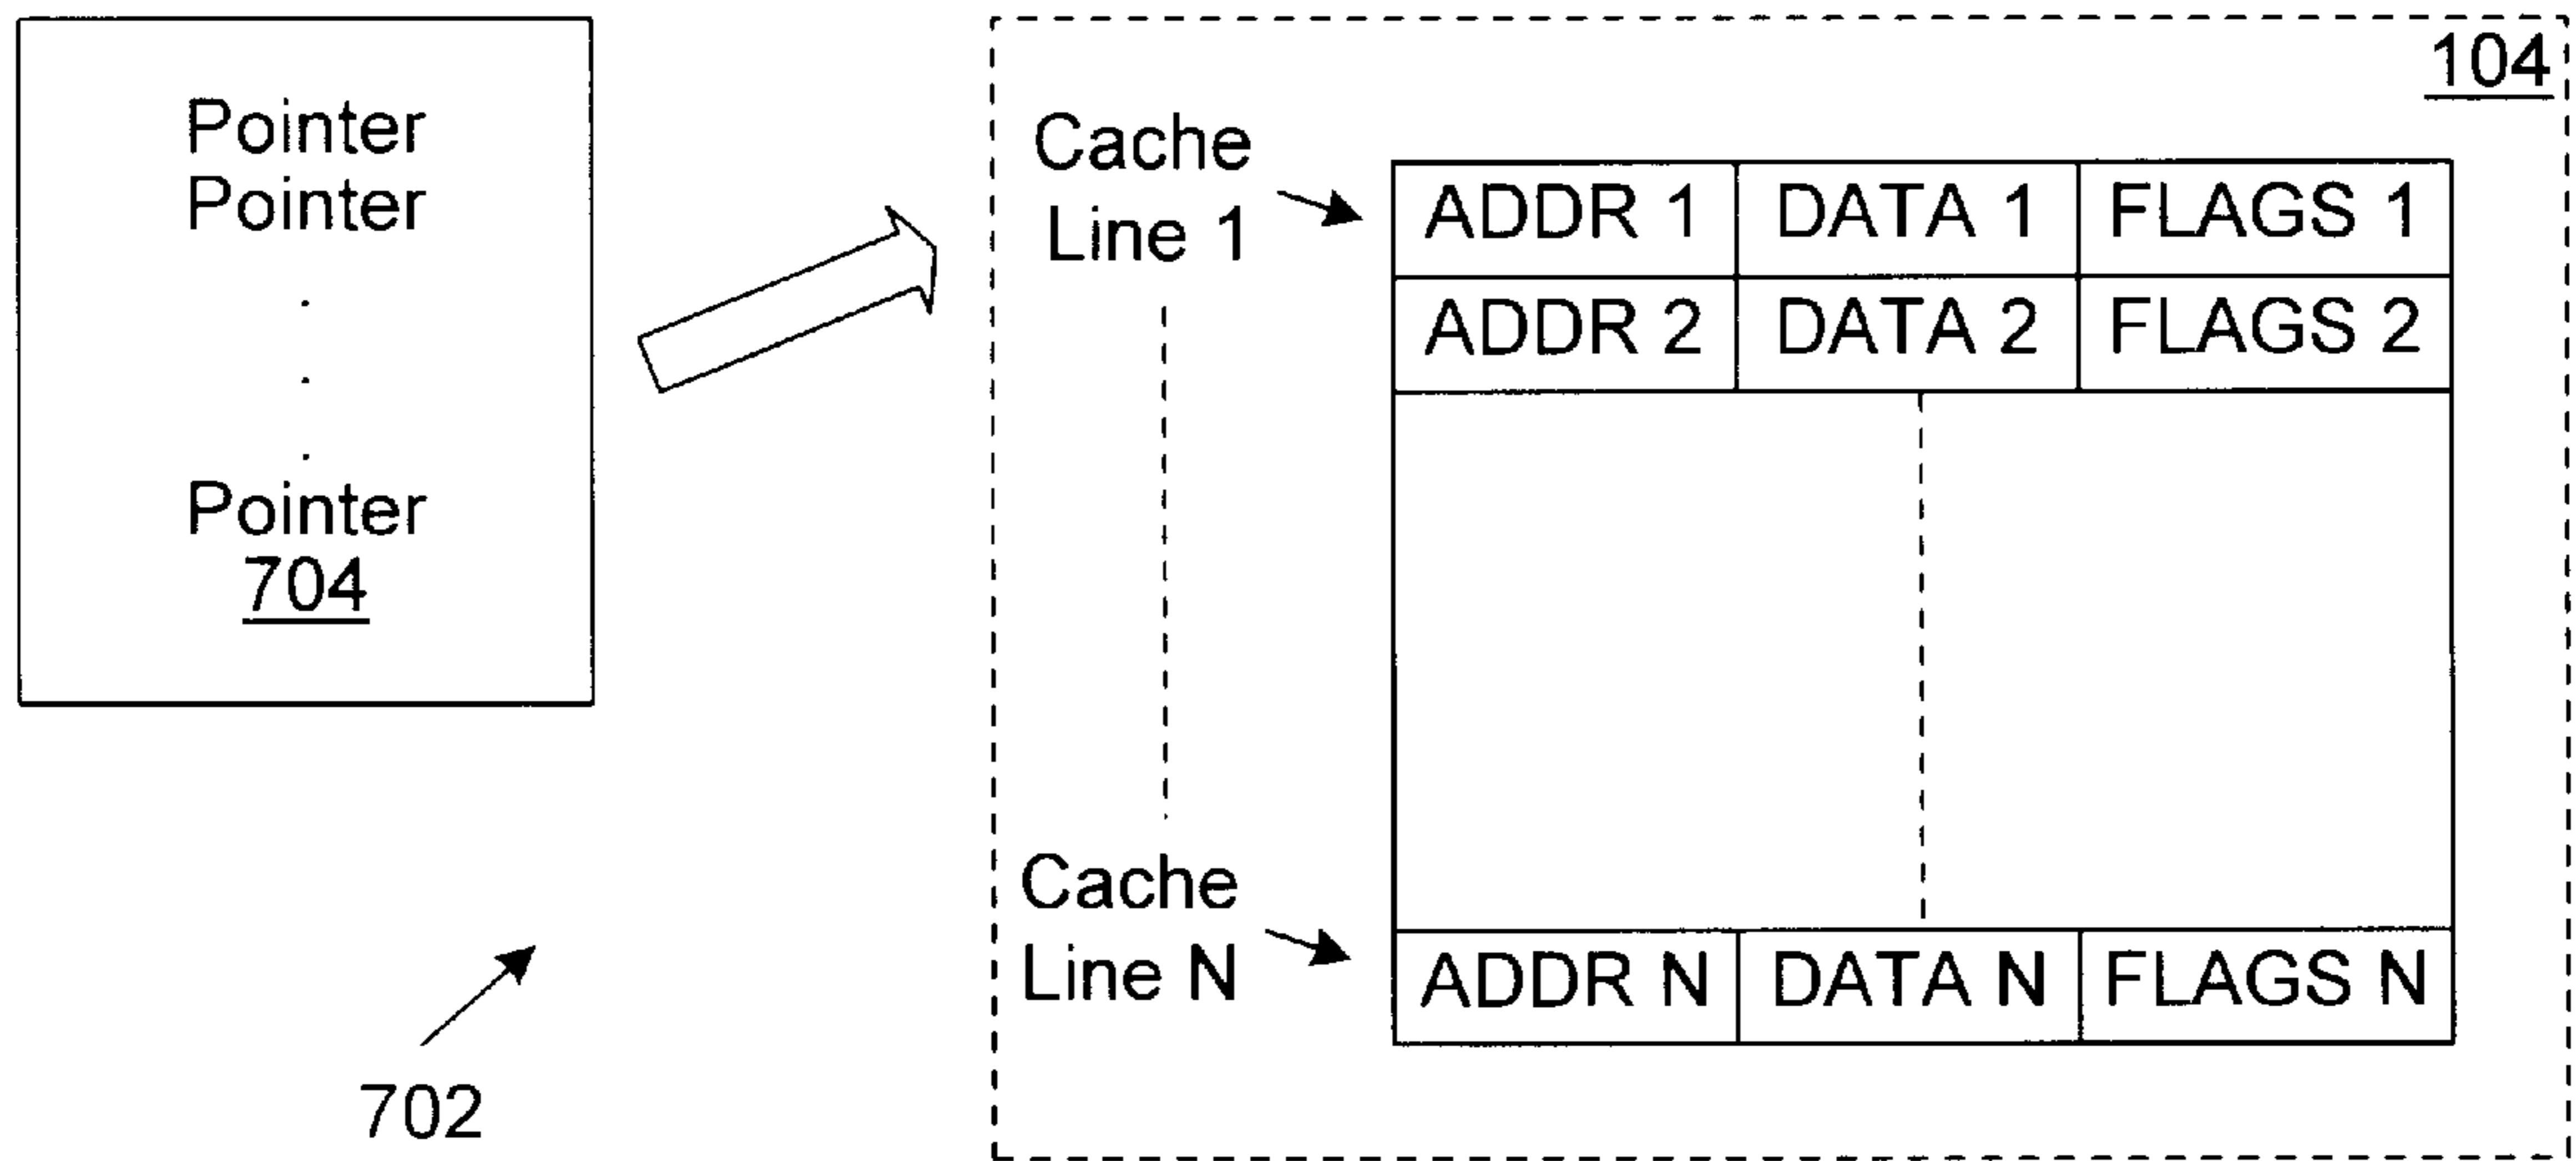 Pointer
Pointer
.
.
.
Pointer
704
702
104
Cache
Line 1
ADDR 1 DATA 1 FLAGS 1
ADDR 2 DATA 2 FLAGS 2
Cache
Line N
ADDR N DATA N FLAGS N